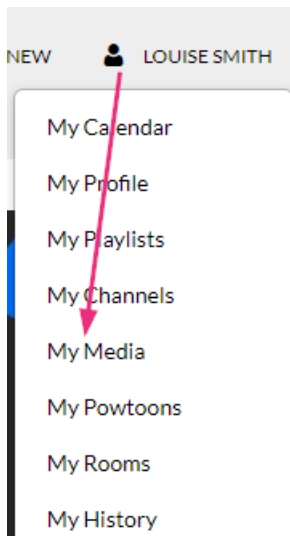 NEW LOUISE SMITH
My Calendar
My Profile
My Playlists
My Channels
My Media
My Powtoons
My Rooms
My History